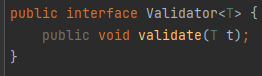 public interface Validator<T> {
    public void validate(T t);
}